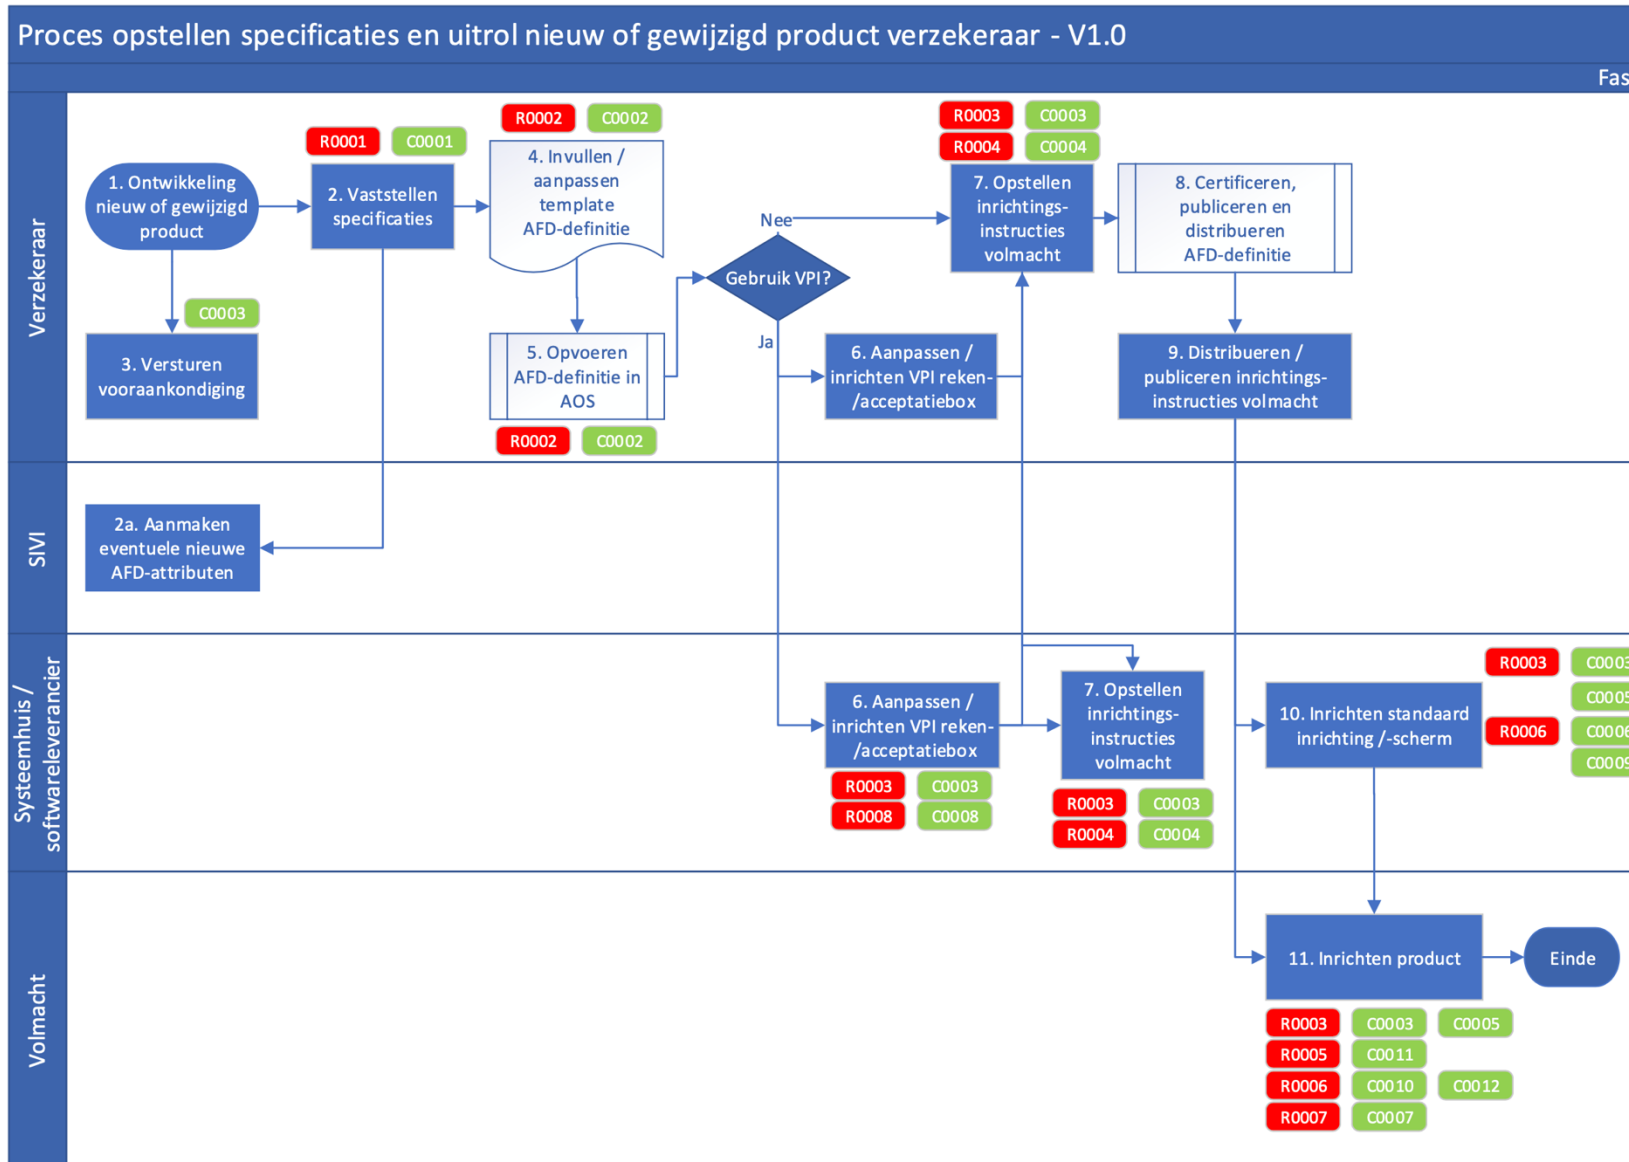 Proces opstellen specificaties en uitrol nieuw of gewijzigd product verzekeraar - V1.0
Fas
Verzekeraar
R0001 C0001
R0002 C0002
R0003 C0003
R0004 C0004
1. Ontwikkeling
nieuw of gewijzigd
product
2. Vaststellen
specificaties
4. Invullen /
aanpassen
template
AFD-definitie
Nee
7. Opstellen
inrichtings-
instructies
volmacht
8. Certificeren,
publiceren en
distribueren
AFD-definitie
Gebruik VPI?
Ja
C0003
3. Versturen
vooraankondiging
5. Opvoeren
AFD-definitie in
AOS
R0002 C0002
6. Aanpassen /
inrichten VPI reken-
/acceptatiebox
9. Distribueren /
publiceren inrichtings-
instructies volmacht
SIVI
2a. Aanmaken
eventuele nieuwe
AFD-attributen
Systeemhuis /
softwareleverancier
6. Aanpassen /
inrichten VPI reken-
/acceptatiebox
R0003 C0003
R0008 C0008
7. Opstellen
inrichtings-
instructies
volmacht
R0003 C0003
R0004 C0004
10. Inrichten standaard
inrichting /-scherm
R0003 C0003
C0005
R0006 C0006
C0009
Volmacht
11. Inrichten product
Einde
R0003 C0003 C0005
R0005 C0011
R0006 C0010 C0012
R0007 C0007